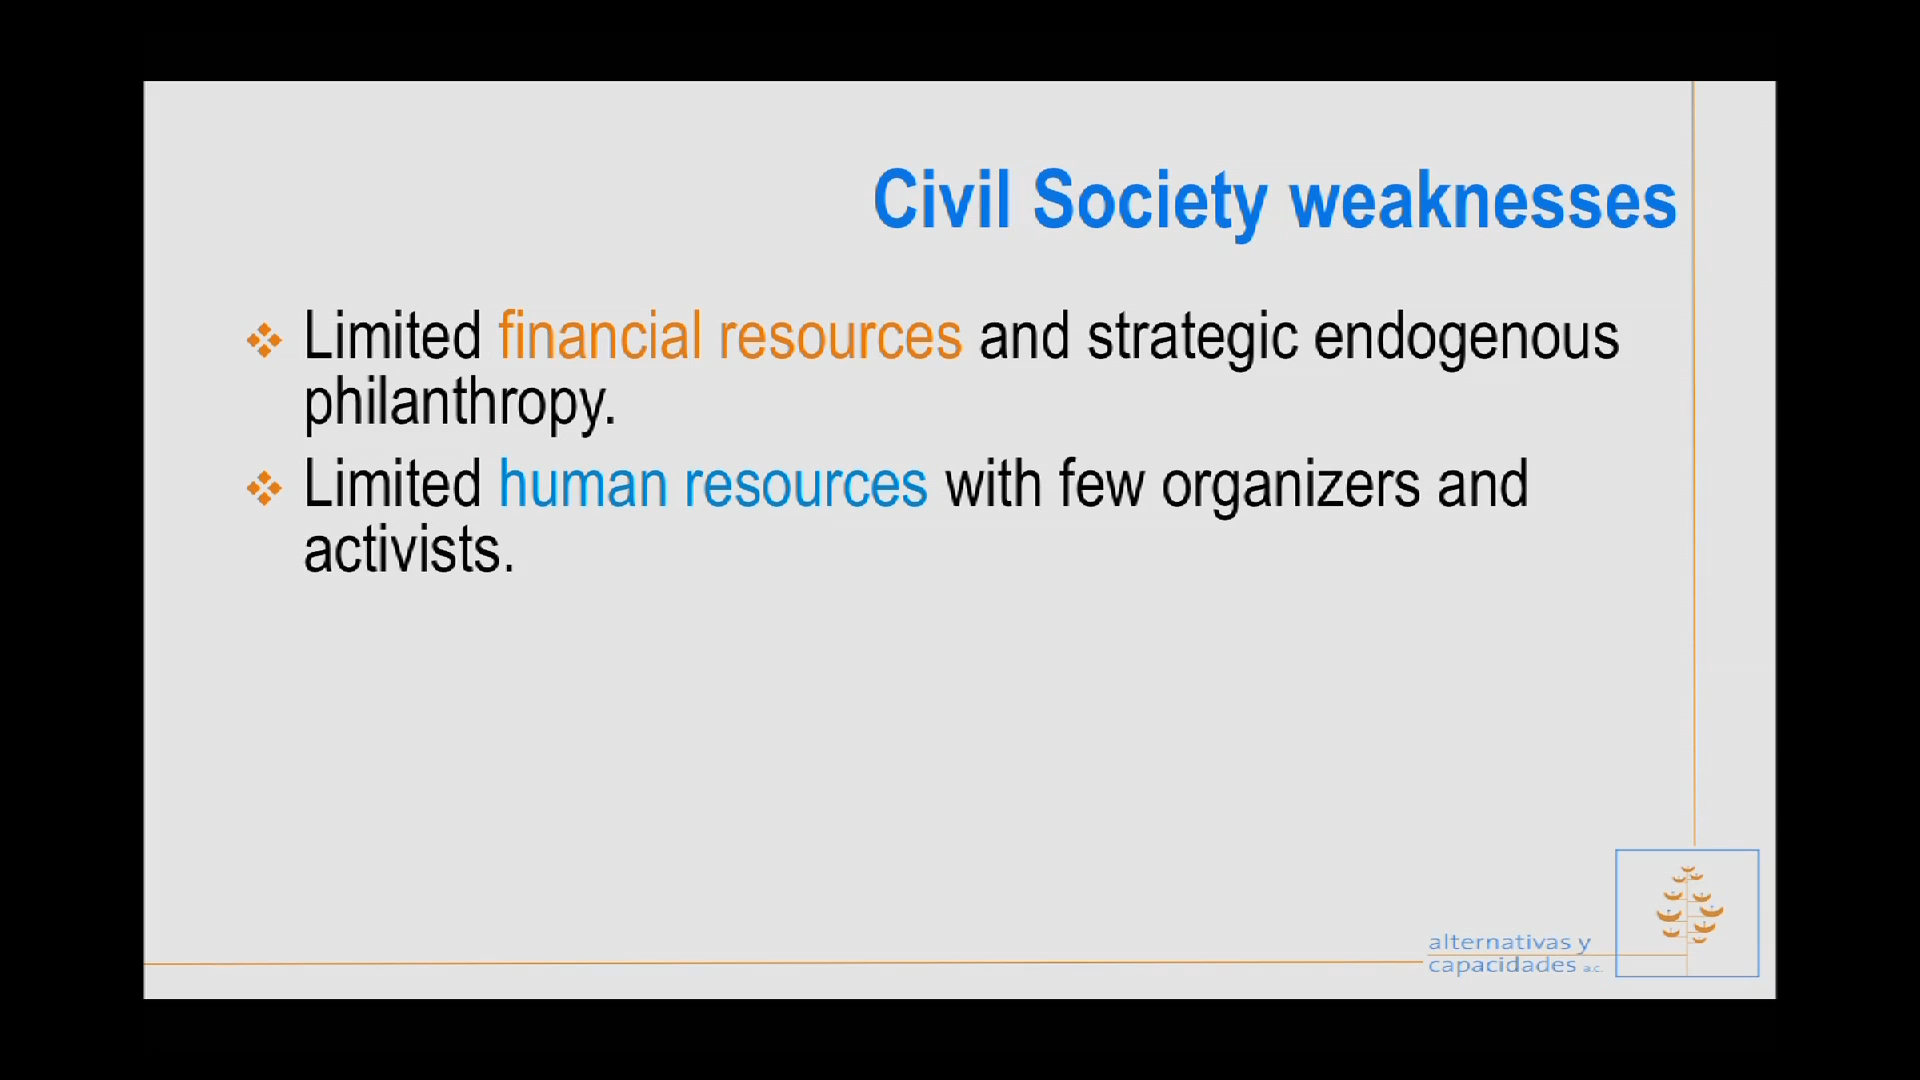 Civil Society weaknesses
Limited financial resources and strategic endogenous
philanthropy.
Limited human resources with few organizers and
activists.
alternativas y
capacidades a.c.